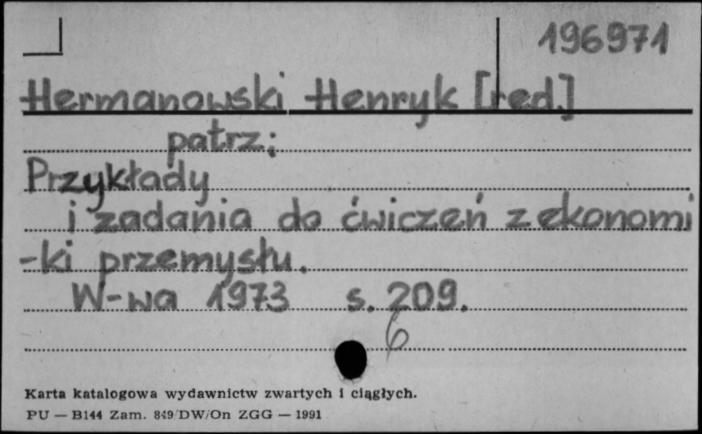 196971
Hermanowski Henryk [red.]
patrz;
Przykłady
i zadania do ćwiczeń z ekonomi
-ki przemysłu.
W-wa 1973 s. 209.
6
Karta katalogowa wydawnictw zwartych i ciągłych.
PU — B144 Zam. 849/DW/On ZGG — 1991